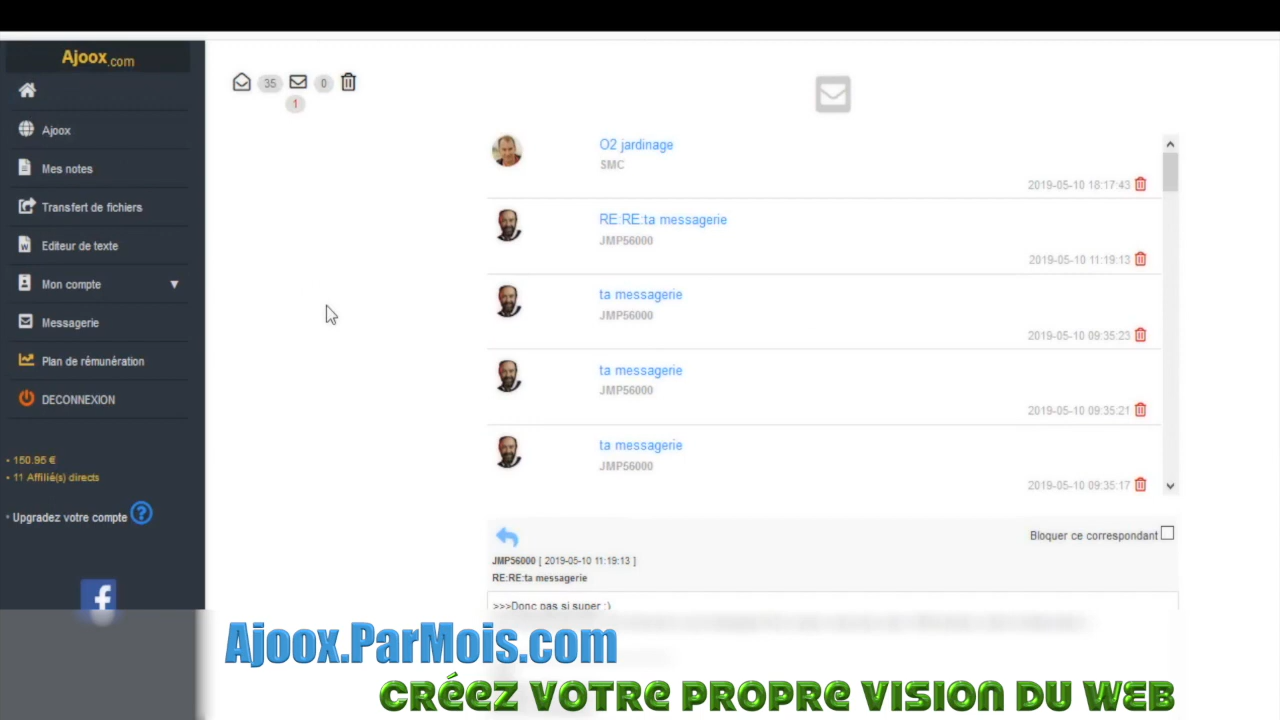 Ajoox.com
35 0
1
Ajoox
Mes notes
Transfert de fichiers
Editeur de texte
Mon compte ▼
Messagerie
Plan de rémunération
DECONNEXION
• 150.95 €
• 11 Affilié(s) directs
• Upgradez votre compte ?
f
O2 jardinage
SMC
2019-05-10 18:17:43
RE:RE:ta messagerie
JMP56000
2019-05-10 11:19:13
ta messagerie
JMP56000
2019-05-10 09:35:23
ta messagerie
JMP56000
2019-05-10 09:35:21
ta messagerie
JMP56000
2019-05-10 09:35:17
Bloquer ce correspondant
JMP56000 [ 2019-05-10 11:19:13 ]
RE:RE:ta messagerie
>>>Donc pas si super :)
Ajoox.ParMois.com
CRÉEZ VOTRE PROPRE VISION DU WEB